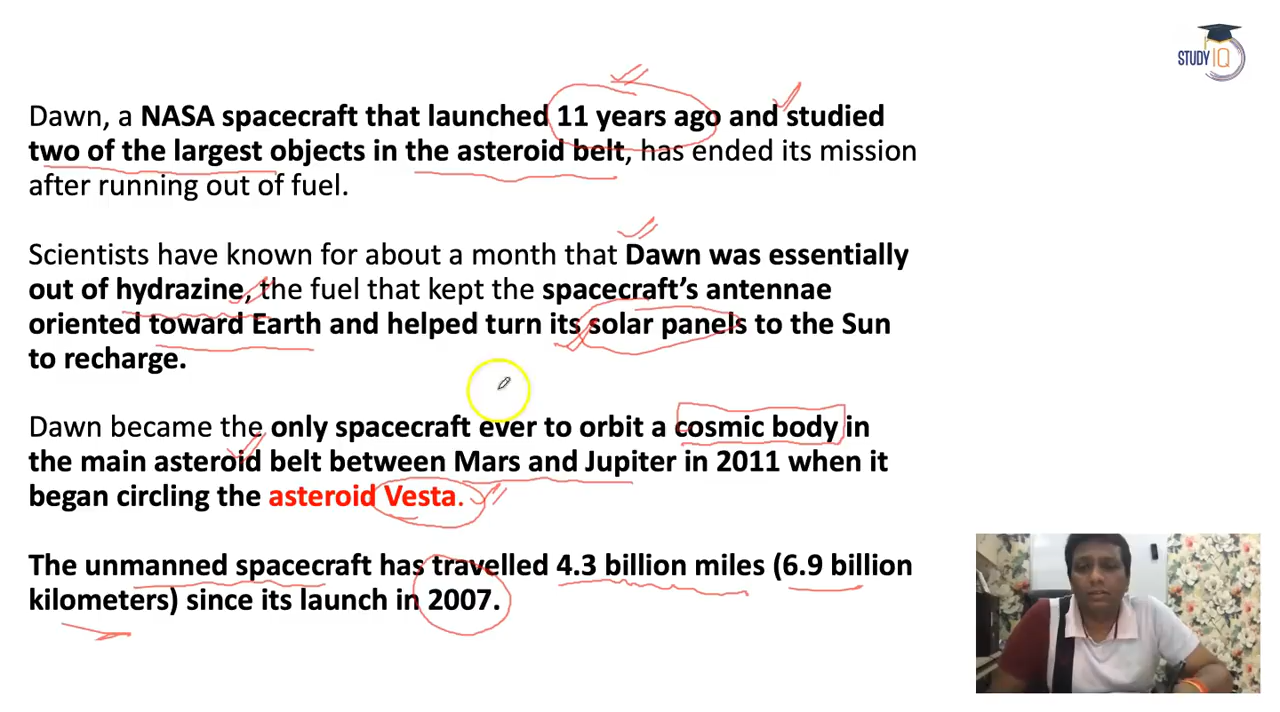 STUDY IQ
Dawn, a NASA spacecraft that launched 11 years ago and studied
two of the largest objects in the asteroid belt, has ended its mission
after running out of fuel.
Scientists have known for about a month that Dawn was essentially
out of hydrazine, the fuel that kept the spacecraft’s antennae
oriented toward Earth and helped turn its solar panels to the Sun
to recharge.
Dawn became the only spacecraft ever to orbit a cosmic body in
the main asteroid belt between Mars and Jupiter in 2011 when it
began circling the asteroid Vesta.
The unmanned spacecraft has travelled 4.3 billion miles (6.9 billion
kilometers) since its launch in 2007.